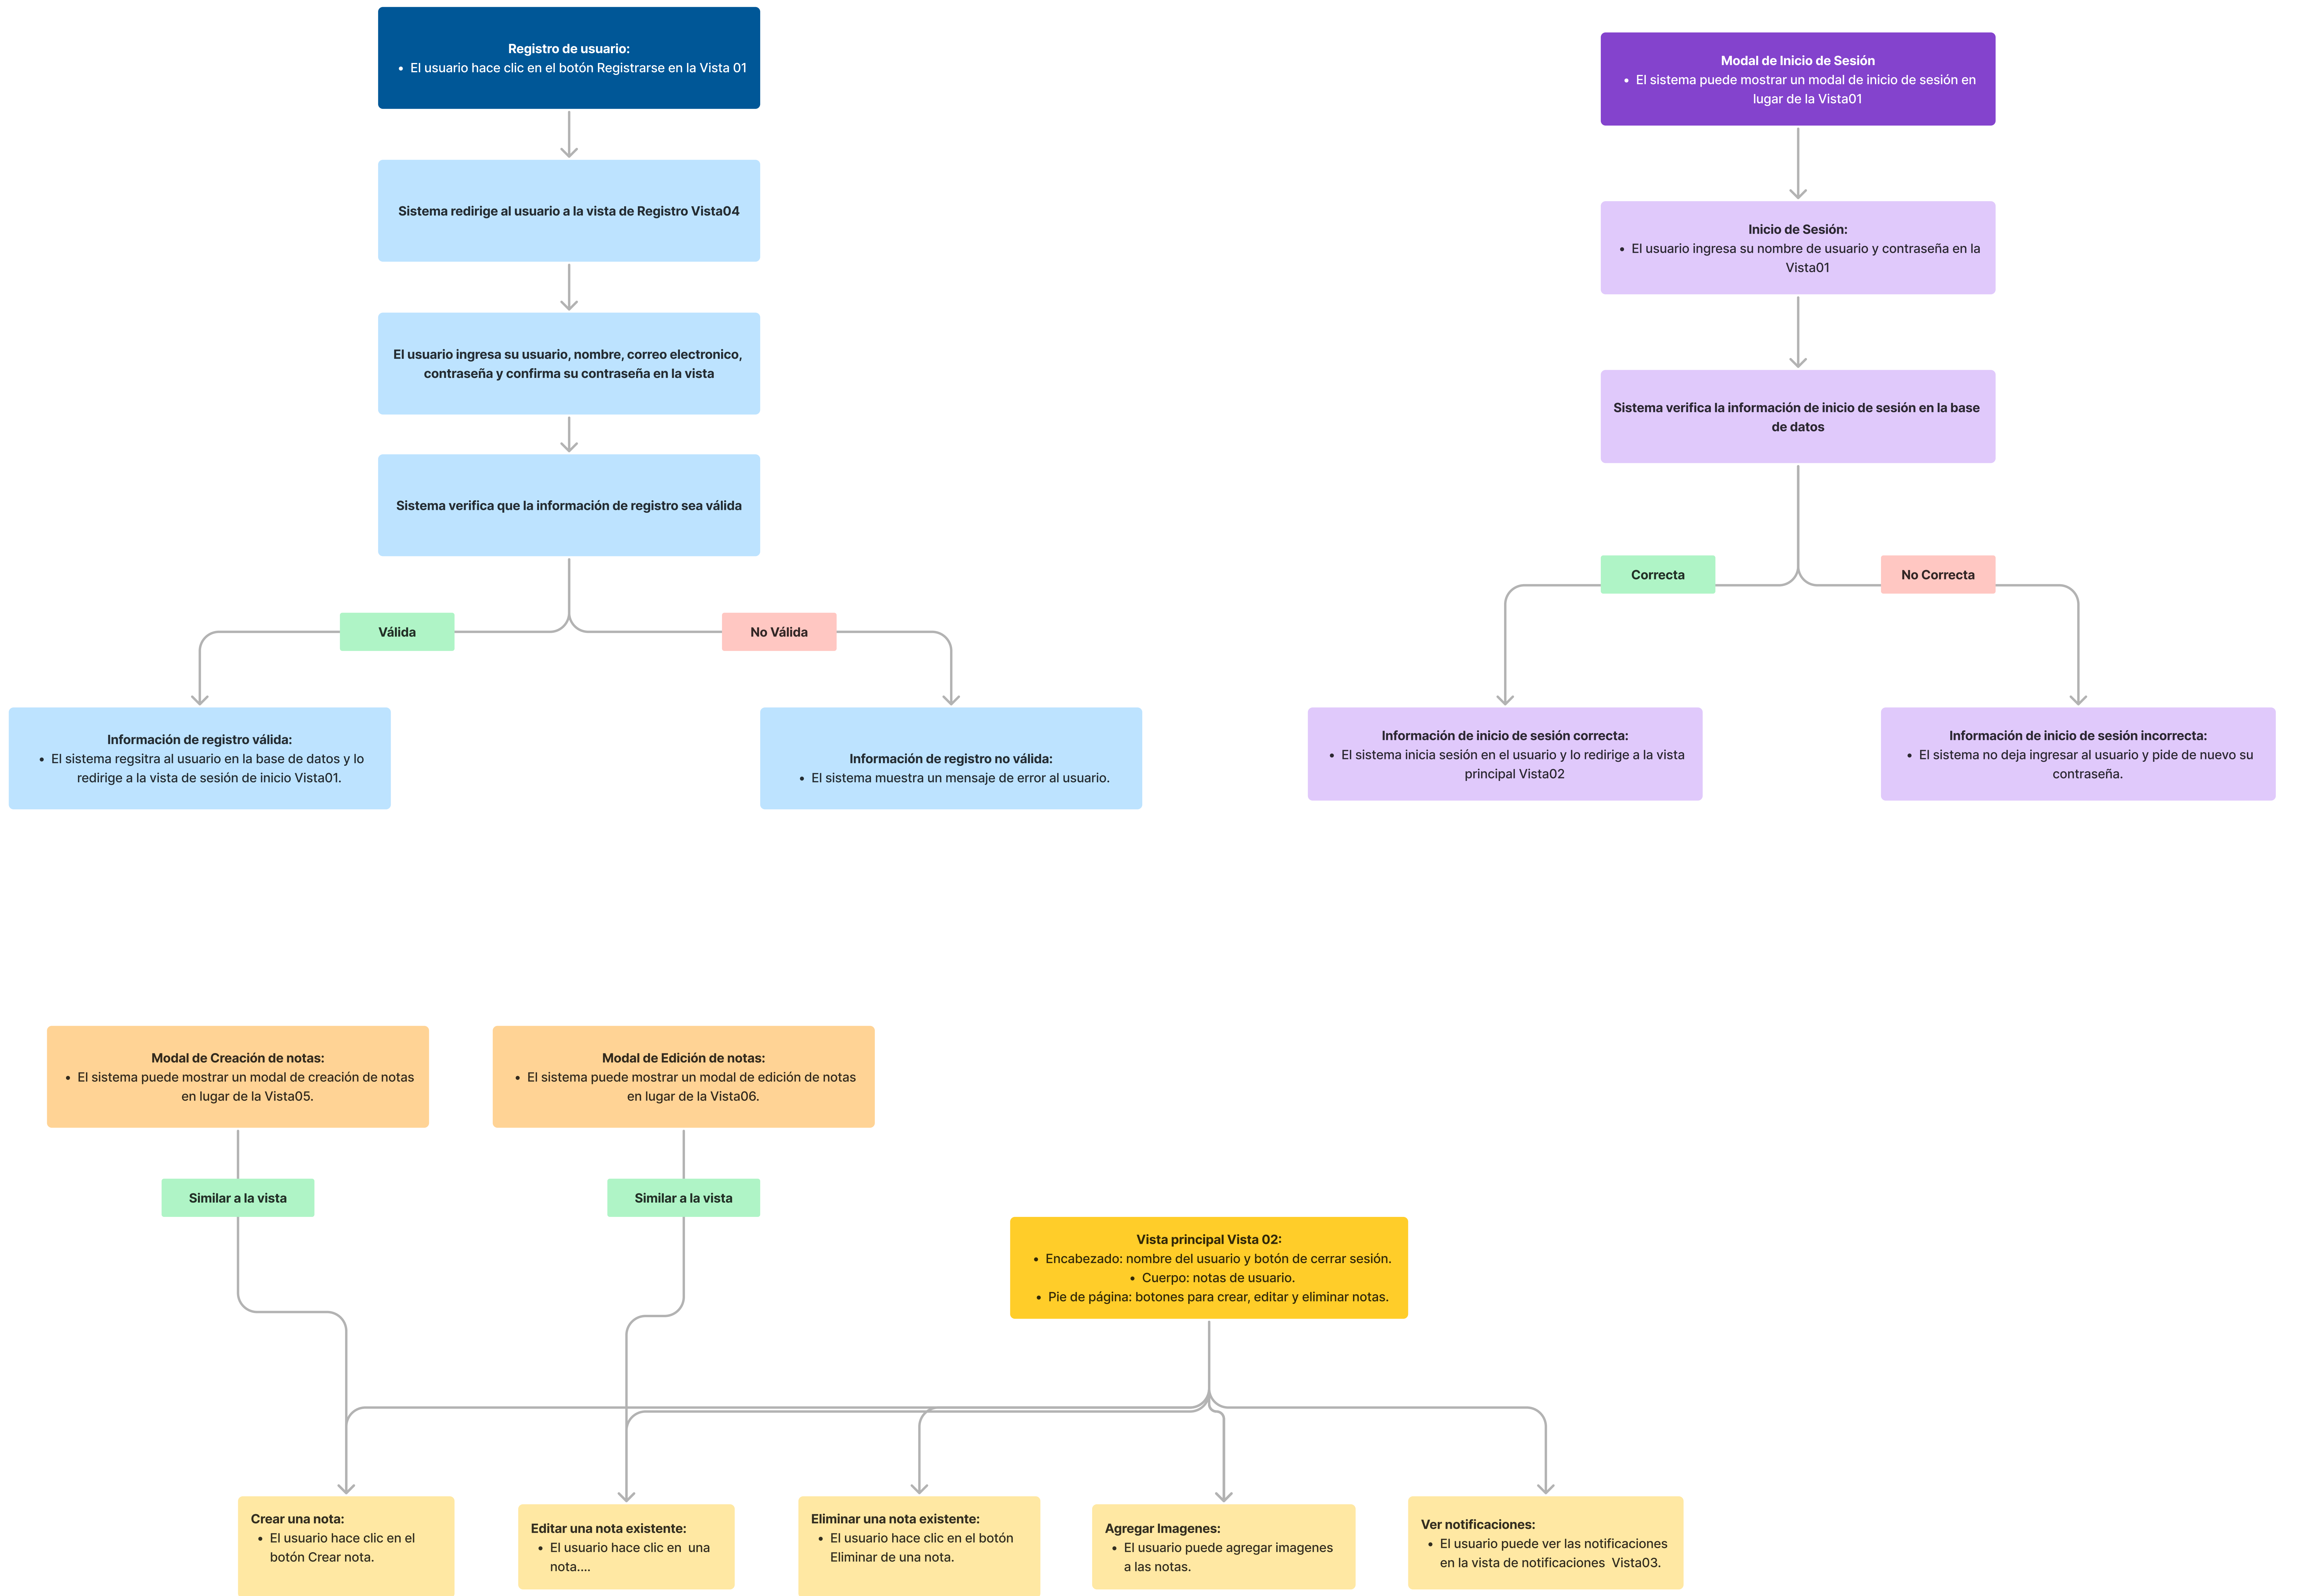 Registro de usuario:
• El usuario hace clic en el botón Registrarse en la Vista 01
Sistema redirige al usuario a la vista de Registro Vista04
El usuario ingresa su usuario, nombre, correo electronico,
contraseña y confirma su contraseña en la vista
Sistema verifica que la información de registro sea válida
Válida
No Válida
Información de registro válida:
• El sistema regsitra al usuario en la base de datos y lo
redirige a la vista de sesión de inicio Vista01.
Información de registro no válida:
• El sistema muestra un mensaje de error al usuario.
Modal de Inicio de Sesión
• El sistema puede mostrar un modal de inicio de sesión en
lugar de la Vista01
Inicio de Sesión:
• El usuario ingresa su nombre de usuario y contraseña en la
Vista01
Sistema verifica la información de inicio de sesión en la base
de datos
Correcta
No Correcta
Información de inicio de sesión correcta:
• El sistema inicia sesión en el usuario y lo redirige a la vista
principal Vista02
Información de inicio de sesión incorrecta:
• El sistema no deja ingresar al usuario y pide de nuevo su
contraseña.
Modal de Creación de notas:
• El sistema puede mostrar un modal de creación de notas
en lugar de la Vista05.
Similar a la vista
Modal de Edición de notas:
• El sistema puede mostrar un modal de edición de notas
en lugar de la Vista06.
Similar a la vista
Vista principal Vista 02:
• Encabezado: nombre del usuario y botón de cerrar sesión.
• Cuerpo: notas de usuario.
• Pie de página: botones para crear, editar y eliminar notas.
Crear una nota:
• El usuario hace clic en el
botón Crear nota.
Editar una nota existente:
• El usuario hace clic en una
nota....
Eliminar una nota existente:
• El usuario hace clic en el botón
Eliminar de una nota.
Agregar Imagenes:
• El usuario puede agregar imagenes
a las notas.
Ver notificaciones:
• El usuario puede ver las notificaciones
en la vista de notificaciones Vista03.